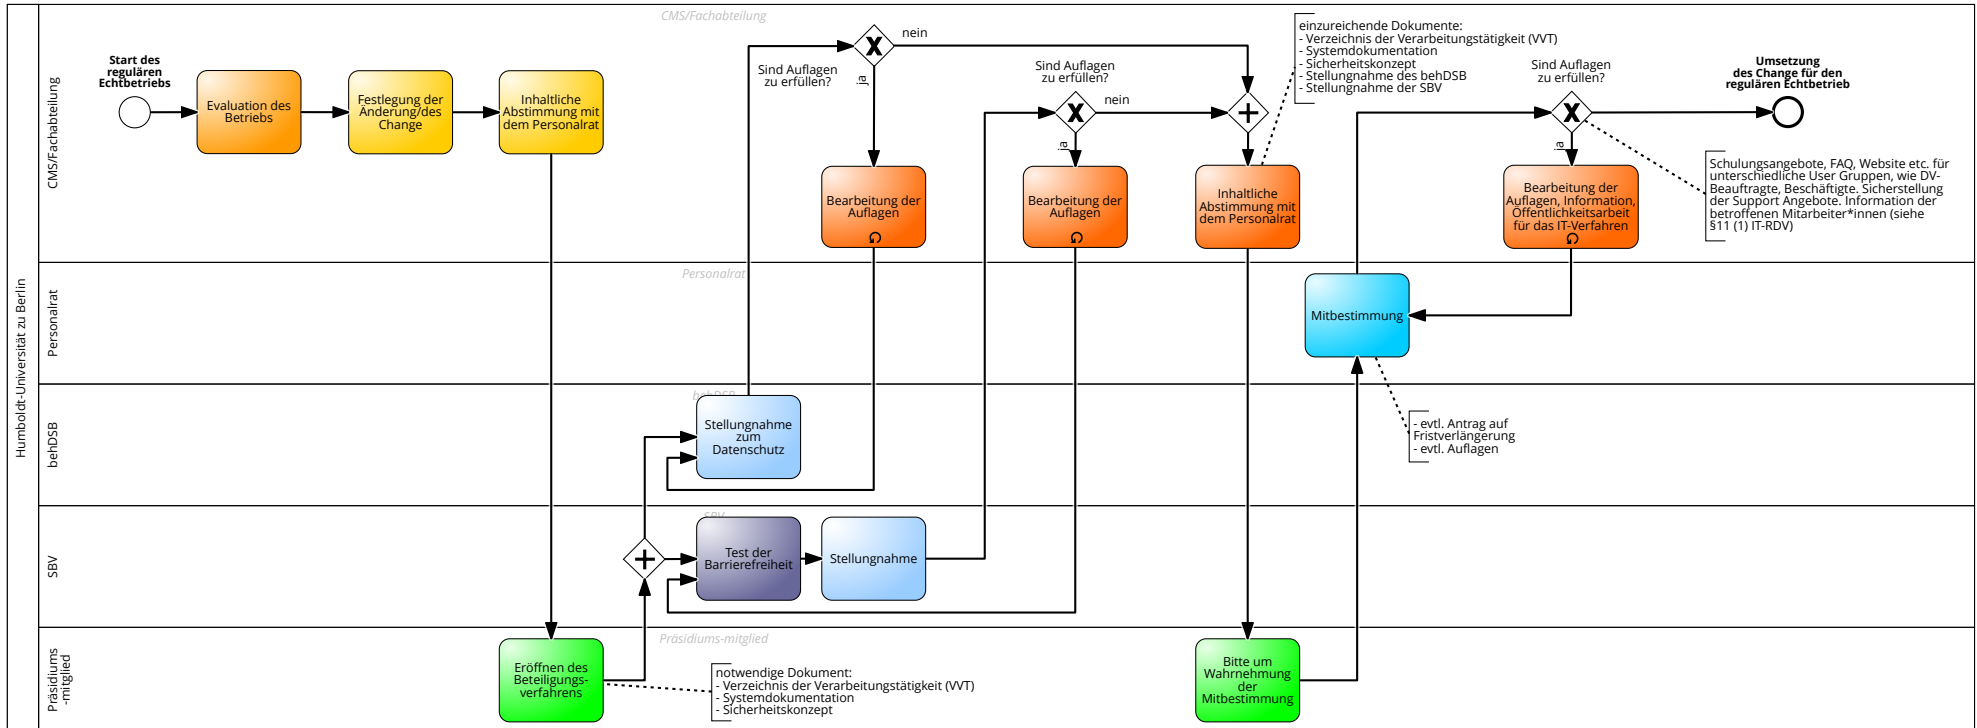 Humboldt-Universität zu Berlin
CMS/Fachabteilung
CMS/Fachabteilung
Start des
regulären
Echtbetriebs
Evaluation des
Betriebs
Festlegung der
Änderung/des
Change
Inhaltliche
Abstimmung mit
dem Personalrat
Sind Auflagen
zu erfüllen?
X
nein
ja
Bearbeitung der
Auflagen
Sind Auflagen
zu erfüllen?
X
nein
ja
Bearbeitung der
Auflagen
einzureichende Dokumente:
- Verzeichnis der Verarbeitungstätigkeit (VVT)
- Systemdokumentation
- Sicherheitskonzept
- Stellungnahme des behDSB
- Stellungnahme der SBV
+
Inhaltliche
Abstimmung mit
dem Personalrat
Sind Auflagen
zu erfüllen?
X
ja
Bearbeitung der
Auflagen, Information,
Öffentlichkeitsarbeit
für das IT-Verfahren
Umsetzung
des Change für den
regulären Echtbetrieb
Schulungsangebote, FAQ, Website etc. für
unterschiedliche User Gruppen, wie DV-
Beauftragte, Beschäftigte. Sicherstellung
der Support Angebote. Information der
betroffenen Mitarbeiter*innen (siehe
§11 (1) IT-RDV)
Personalrat
Personalrat
Mitbestimmung
behDSB
behDSB
Stellungnahme
zum
Datenschutz
- evtl. Antrag auf
Fristverlängerung
- evtl. Auflagen
SBV
SBV
+
Test der
Barrierefreiheit
Stellungnahme
Präsidiums
-mitglied
Präsidiums-mitglied
Eröffnen des
Beteiligungs-
verfahrens
notwendige Dokument:
- Verzeichnis der Verarbeitungstätigkeit (VVT)
- Systemdokumentation
- Sicherheitskonzept
Bitte um
Wahrnehmung
der
Mitbestimmung